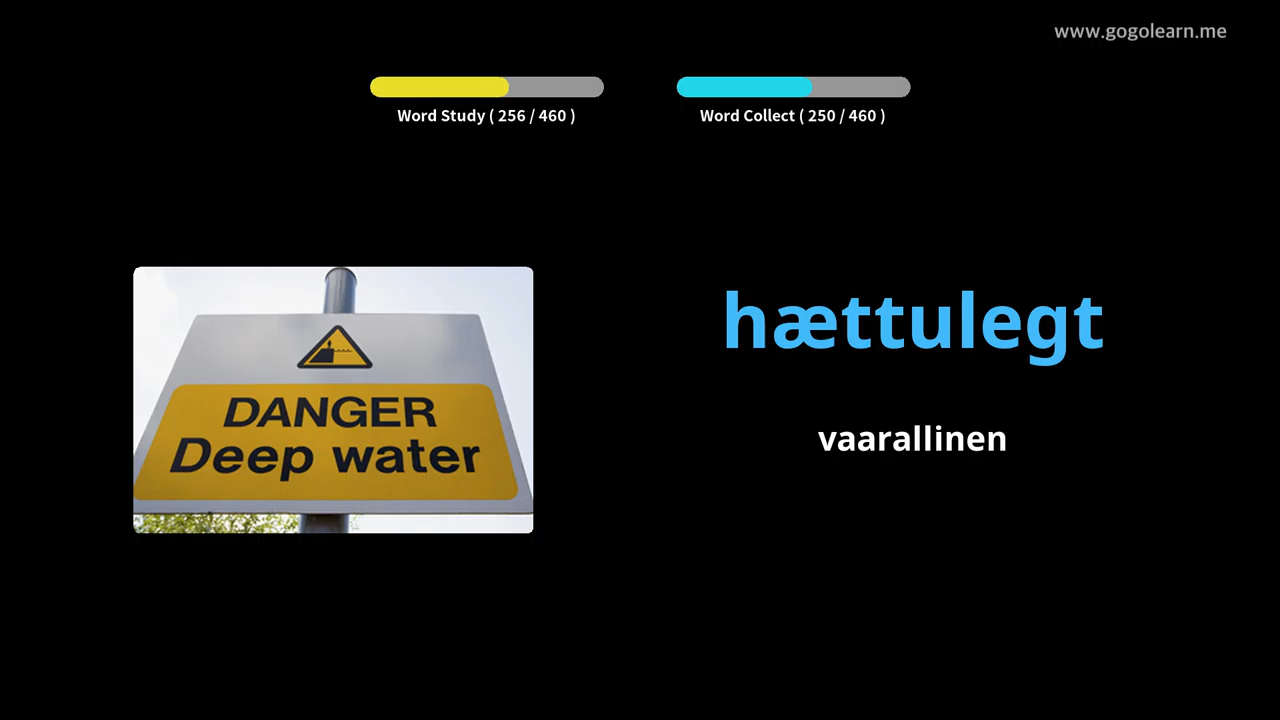 www.gogolearn.me
Word Study ( 256 / 460 )
Word Collect ( 250 / 460 )
DANGER
Deep water
hættulegt
vaarallinen